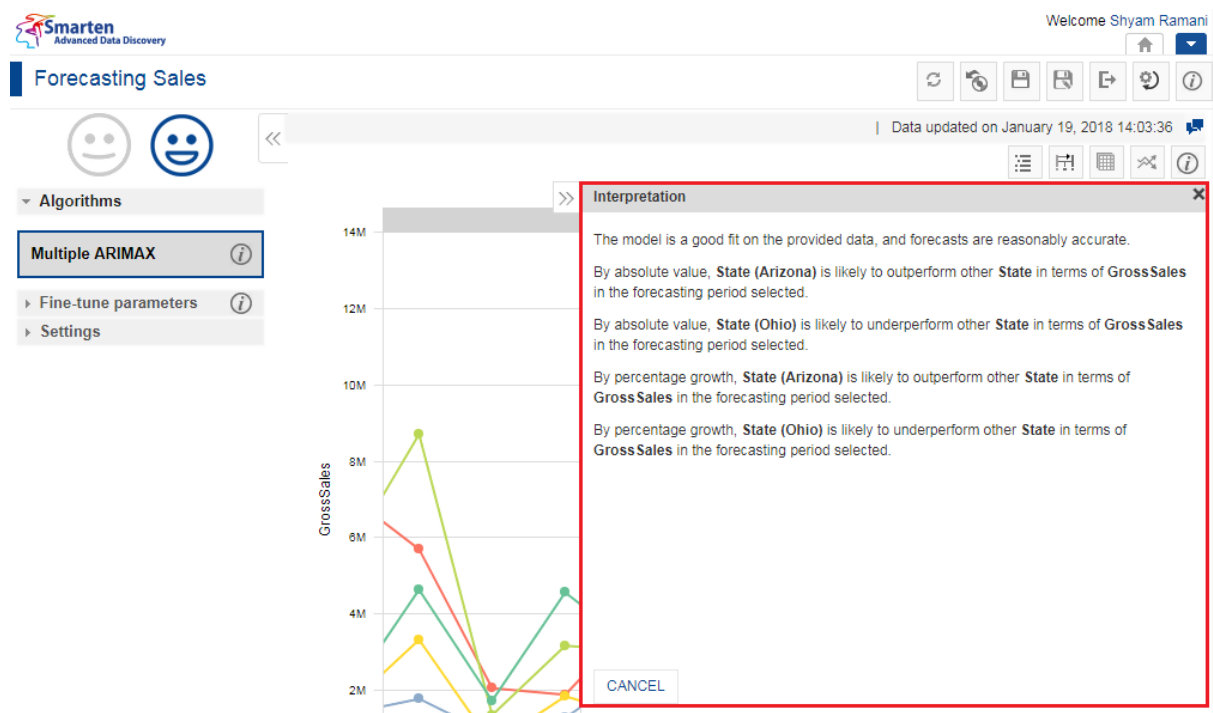 Smarten
Advanced Data Discovery
Welcome Shyam Ramani
Forecasting Sales
| Data updated on January 19, 2018 14:03:36
Algorithms
Multiple ARIMAX
Fine-tune parameters
Settings
14M
12M
10M
8M
6M
4M
2M
GrossSales
Interpretation
The model is a good fit on the provided data, and forecasts are reasonably accurate.
By absolute value, State (Arizona) is likely to outperform other State in terms of GrossSales
in the forecasting period selected.
By absolute value, State (Ohio) is likely to underperform other State in terms of GrossSales
in the forecasting period selected.
By percentage growth, State (Arizona) is likely to outperform other State in terms of
GrossSales in the forecasting period selected.
By percentage growth, State (Ohio) is likely to underperform other State in terms of
GrossSales in the forecasting period selected.
CANCEL